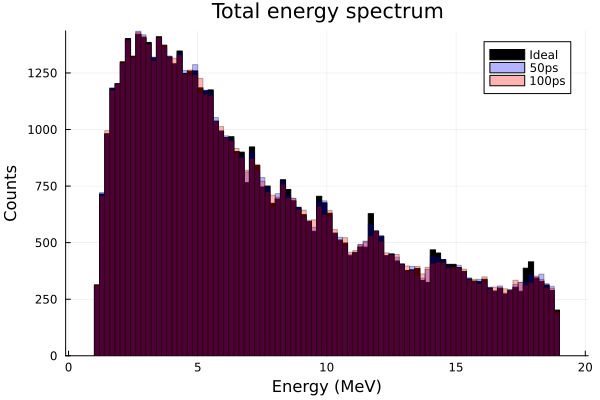 Total energy spectrum
Ideal
50ps
100ps
Counts
1250
1000
750
500
250
0
0 5 10 15 20
Energy (MeV)